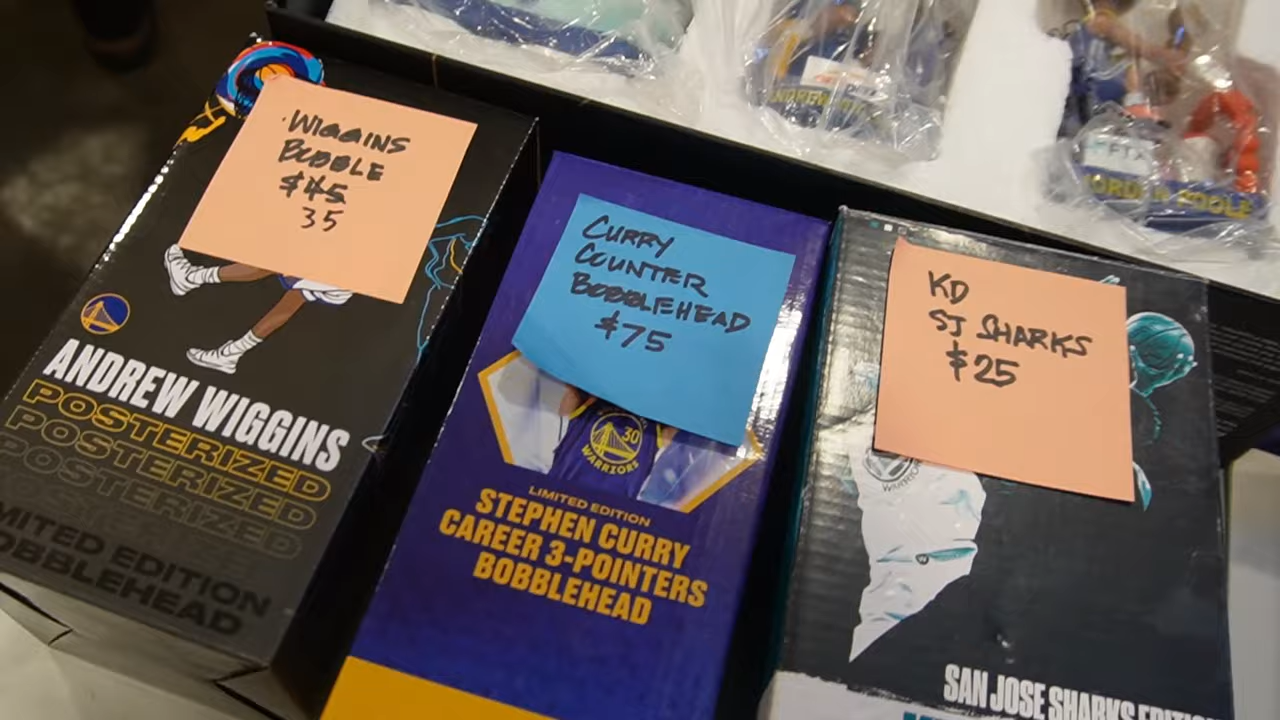 WIGGINS
BOBBLE
$45
35
ANDREW WIGGINS
POSTERIZED
POSTERIZED
POSTERIZED
LIMITED EDITION
BOBBLEHEAD
CURRY
COUNTER
BOBBLEHEAD
$75
30
WARRIORS
LIMITED EDITION
STEPHEN CURRY
CAREER 3-POINTERS
BOBBLEHEAD
KD
SJ SHARKS
$25
WARRIORS
SAN JOSE SHARKS
ANDREW
JORDAN POOLE